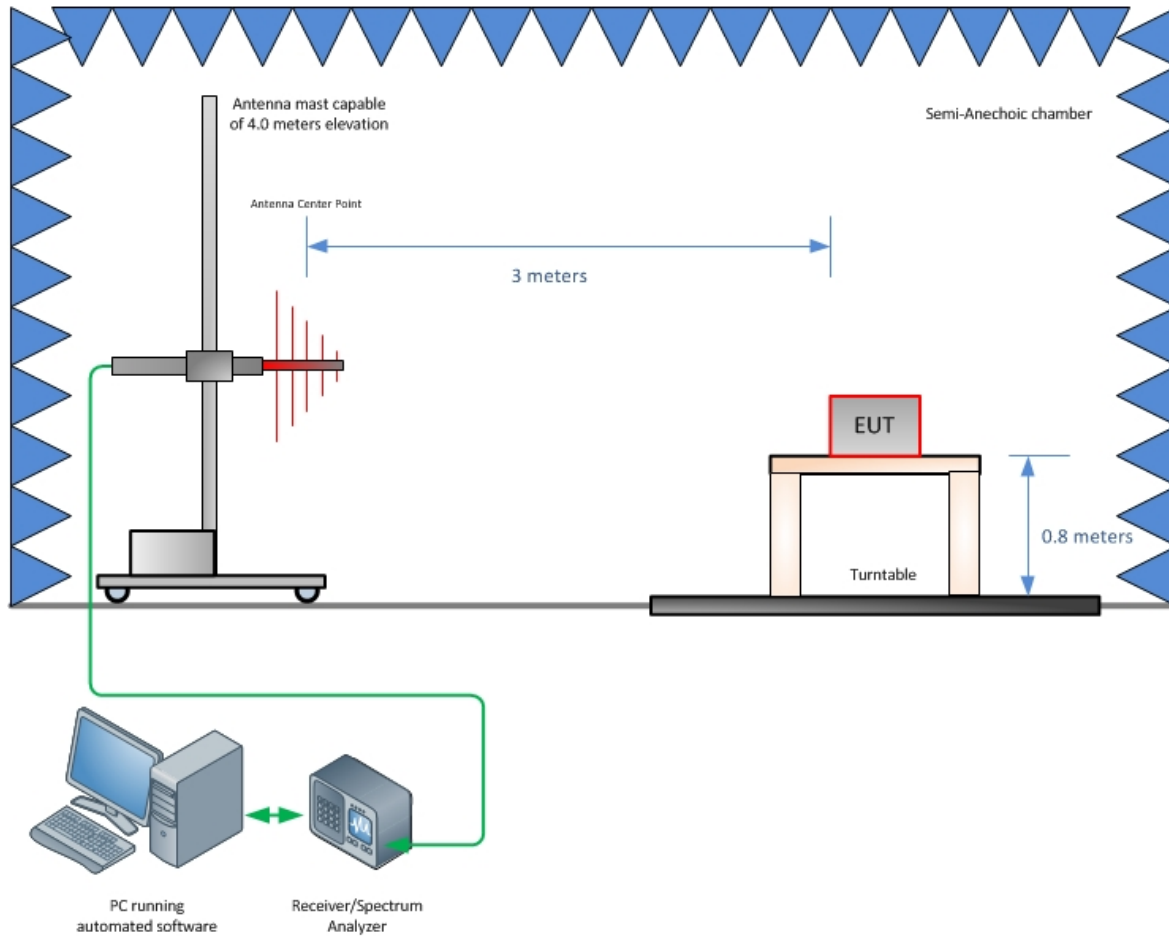 Antenna mast capable
of 4.0 meters elevation
Semi-Anechoic chamber
Antenna Center Point
3 meters
EUT
0.8 meters
Turntable
PC running
automated software
Receiver/Spectrum
Analyzer